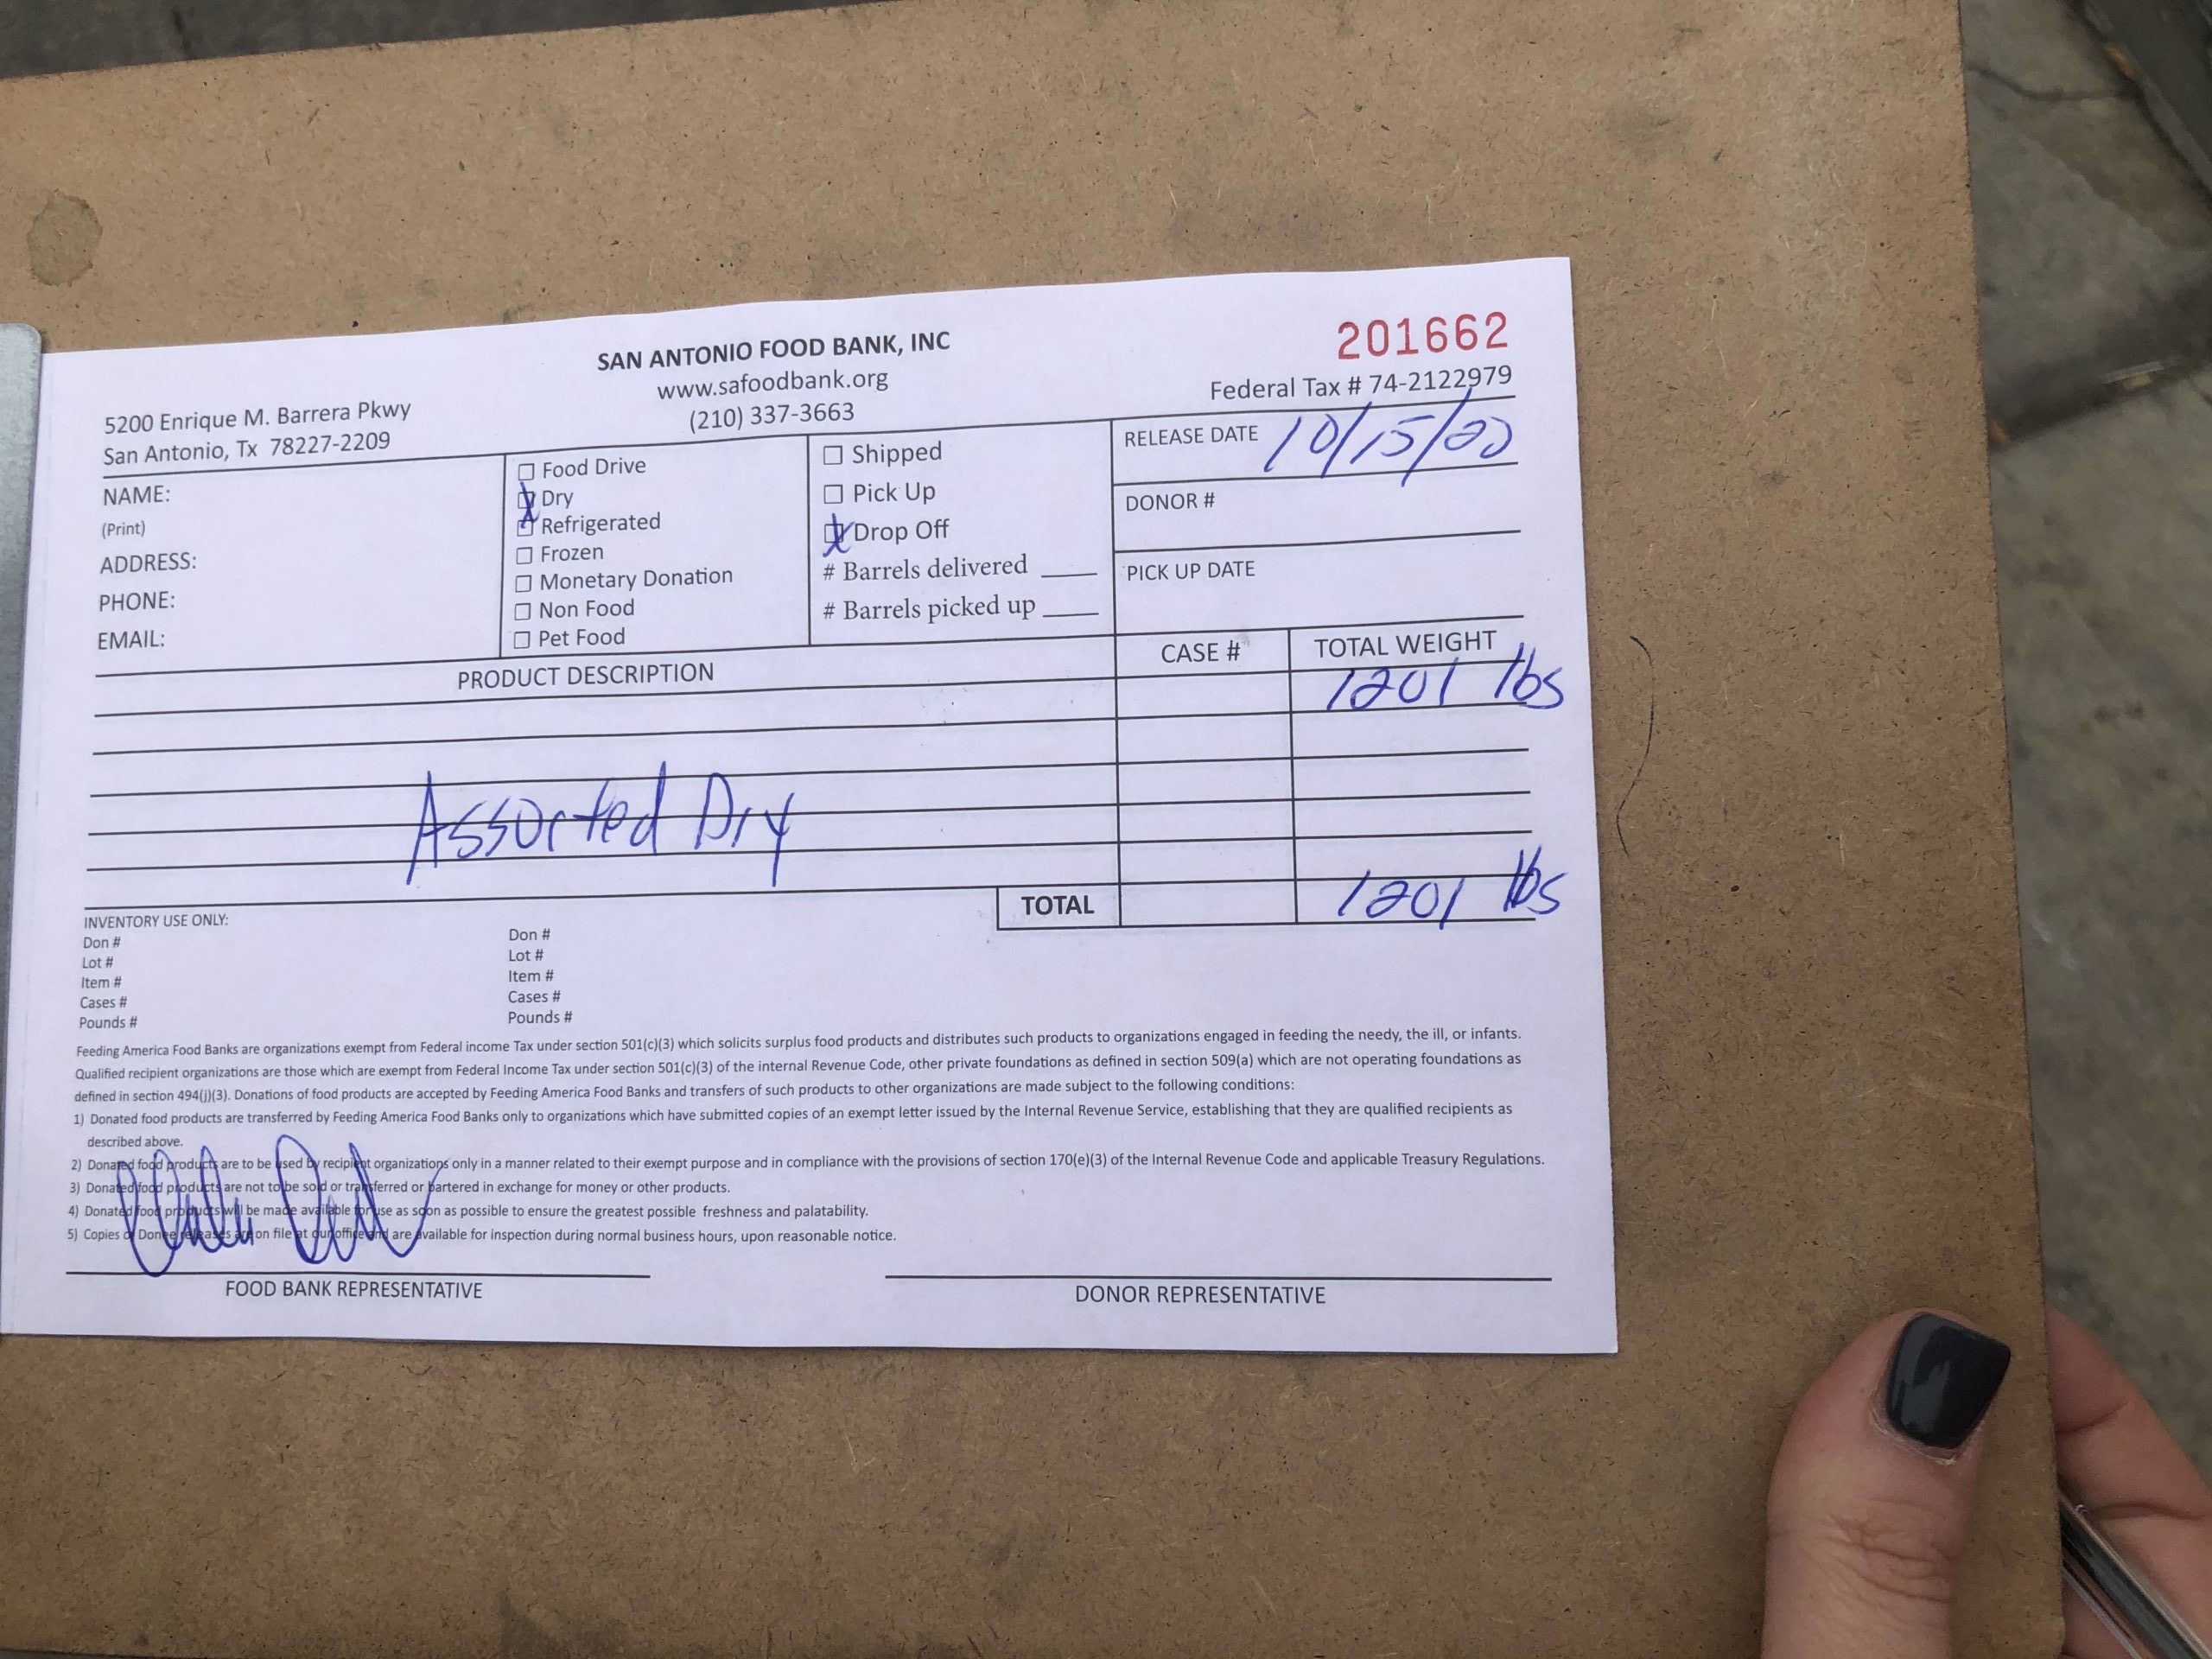 SAN ANTONIO FOOD BANK, INC
www.safoodbank.org
(210) 337-3663
201662
Federal Tax # 74-2122979
5200 Enrique M. Barrera Pkwy
San Antonio, Tx 78227-2209
NAME:
(Print)
ADDRESS:
PHONE:
EMAIL:
Food Drive
Dry
Refrigerated
Frozen
Monetary Donation
Non Food
Pet Food
Shipped
Pick Up
Drop Off
# Barrels delivered ____
# Barrels picked up ____
RELEASE DATE 10/15/22
DONOR #
PICK UP DATE
PRODUCT DESCRIPTION CASE # TOTAL WEIGHT
1201 lbs
Assorted Dry
TOTAL 1201 lbs
INVENTORY USE ONLY:
Don #
Lot #
Item #
Cases #
Pounds #
Don #
Lot #
Item #
Cases #
Pounds #
Feeding America Food Banks are organizations exempt from Federal income Tax under section 501(c)(3) which solicits surplus food products and distributes such products to organizations engaged in feeding the needy, the ill, or infants.
Qualified recipient organizations are those which are exempt from Federal Income Tax under section 501(c)(3) of the internal Revenue Code, other private foundations as defined in section 509(a) which are not operating foundations as
defined in section 494(j)(3). Donations of food products are accepted by Feeding America Food Banks and transfers of such products to other organizations are made subject to the following conditions:
1) Donated food products are transferred by Feeding America Food Banks only to organizations which have submitted copies of an exempt letter issued by the Internal Revenue Service, establishing that they are qualified recipients as
described above.
2) Donated food products are to be used by recipient organizations only in a manner related to their exempt purpose and in compliance with the provisions of section 170(e)(3) of the Internal Revenue Code and applicable Treasury Regulations.
3) Donated food products are not to be sold or transferred or bartered in exchange for money or other products.
4) Donated food products will be made available for use as soon as possible to ensure the greatest possible freshness and palatability.
5) Copies of Donee releases are on file at our office and are available for inspection during normal business hours, upon reasonable notice.
FOOD BANK REPRESENTATIVE
DONOR REPRESENTATIVE